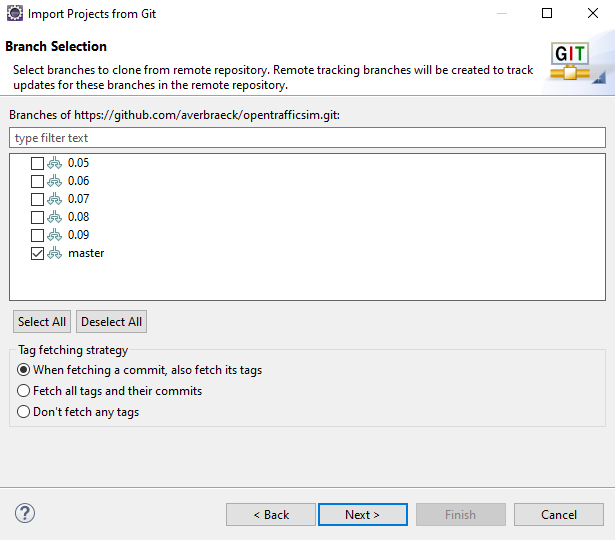 Import Projects from Git
Branch Selection
Select branches to clone from remote repository. Remote tracking branches will be created to track
updates for these branches in the remote repository.
GIT
Branches of https://github.com/averbraeck/opentrafficsim.git:
type filter text
0.05
0.06
0.07
0.08
0.09
master
Select All
Deselect All
Tag fetching strategy
When fetching a commit, also fetch its tags
Fetch all tags and their commits
Don't fetch any tags
?
< Back
Next >
Finish
Cancel